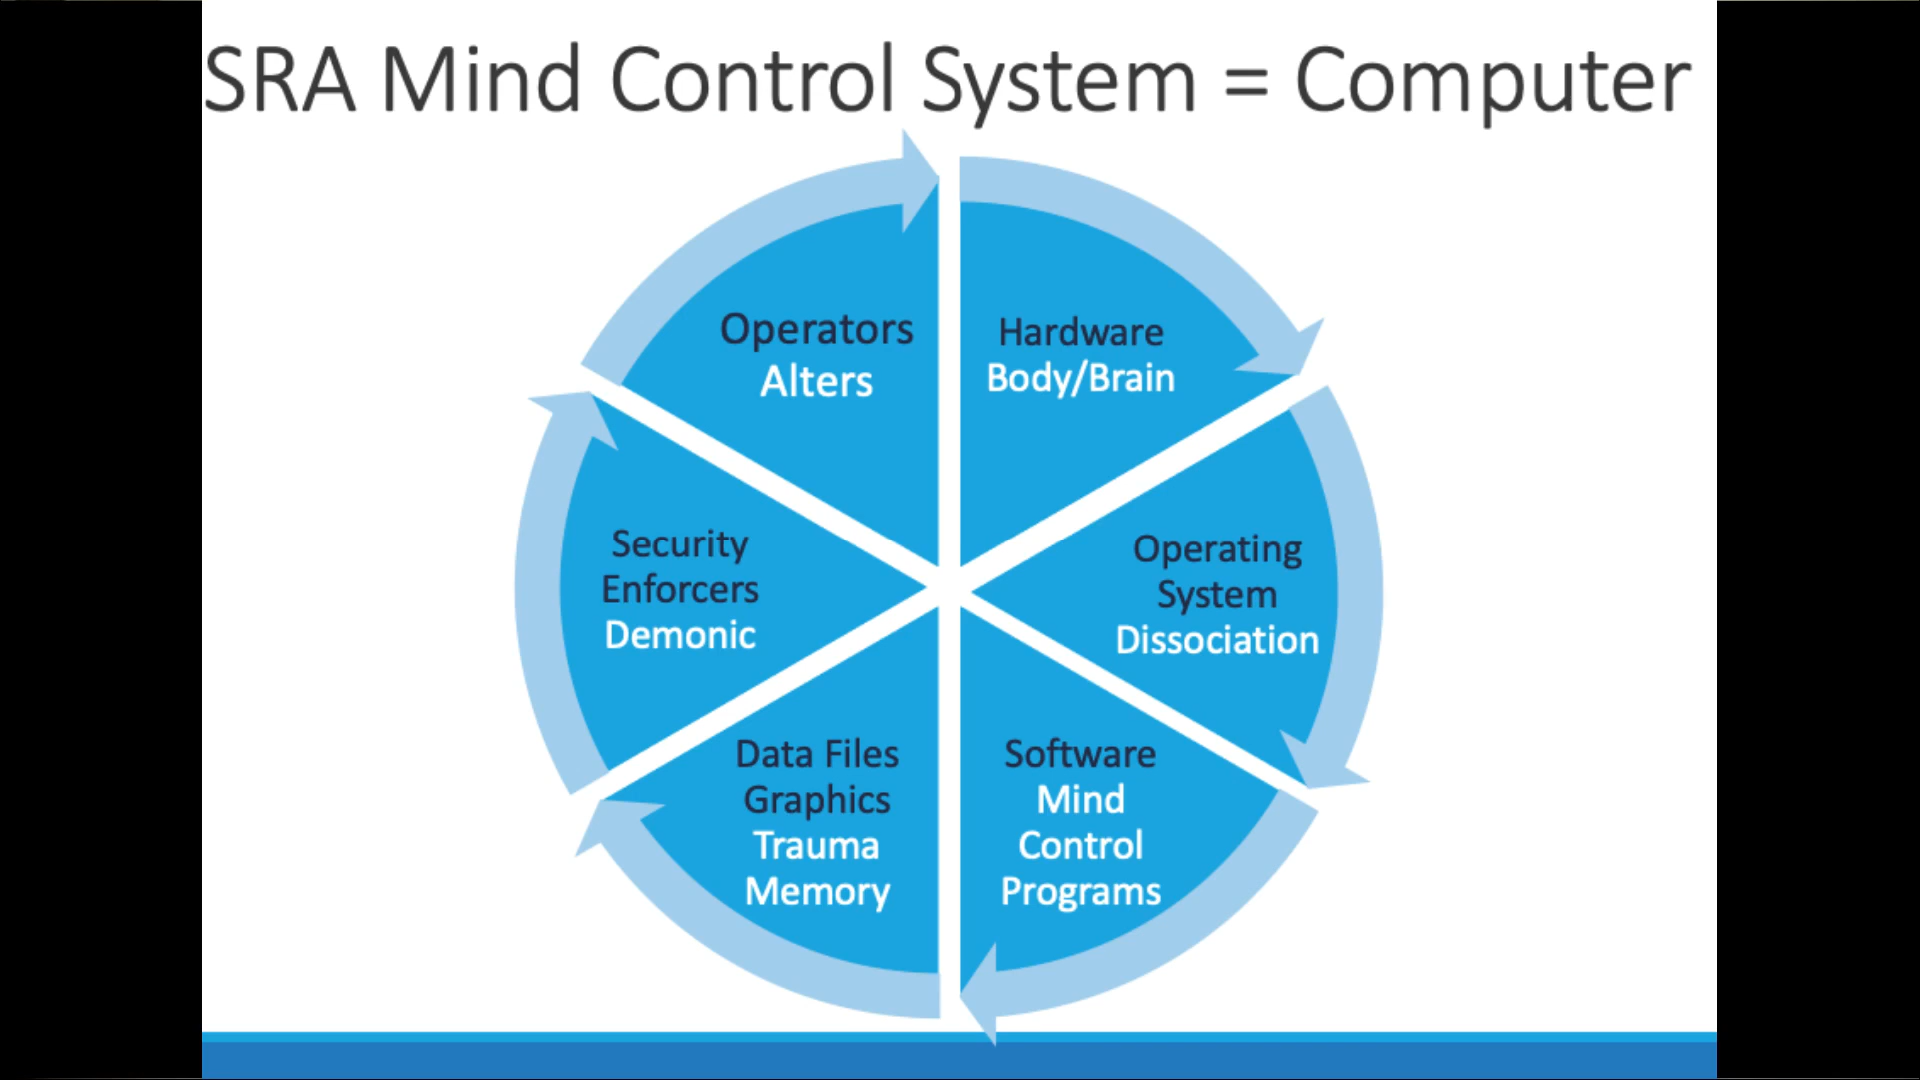 SRA Mind Control System = Computer
Operators
Alters
Hardware
Body/Brain
Security
Enforcers
Demonic
Operating
System
Dissociation
Data Files
Graphics
Trauma
Memory
Software
Mind
Control
Programs